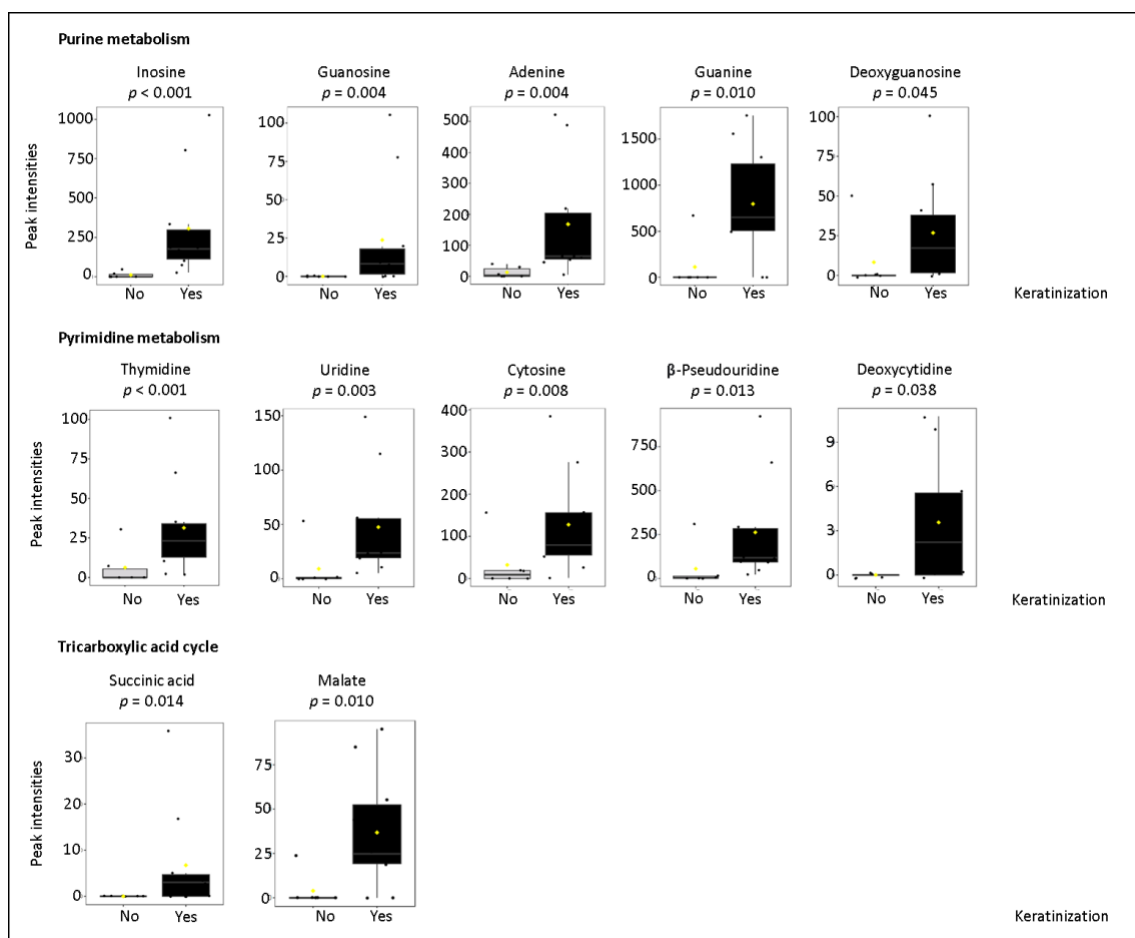 Purine metabolism
Inosine Guanosine Adenine Guanine Deoxyguanosine
p < 0.001 p = 0.004 p = 0.004 p = 0.010 p = 0.045
Peak intensities
1000
750
500
250
0
No Yes
100
75
50
25
0
No Yes
500
400
300
200
100
0
No Yes
1500
1000
500
0
No Yes
100
75
50
25
0
No Yes
Keratinization
Pyrimidine metabolism
Thymidine Uridine Cytosine β-Pseudouridine Deoxycytidine
p < 0.001 p = 0.003 p = 0.008 p = 0.013 p = 0.038
Peak intensities
100
75
50
25
0
No Yes
150
100
50
0
No Yes
400
300
200
100
0
No Yes
750
500
250
0
No Yes
9
6
3
0
No Yes
Keratinization
Tricarboxylic acid cycle
Succinic acid Malate
p = 0.014 p = 0.010
Peak intensities
30
20
10
0
No Yes
75
50
25
0
No Yes
Keratinization